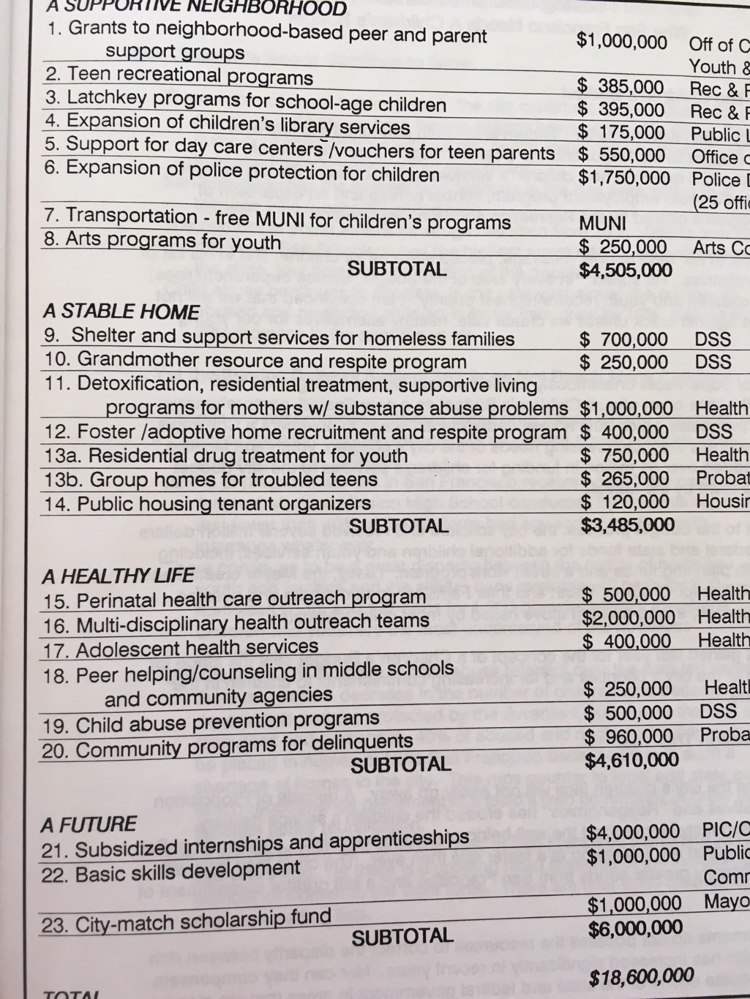 A SUPPORTIVE NEIGHBORHOOD
1. Grants to neighborhood-based peer and parent $1,000,000 Off of C
support groups Youth &
2. Teen recreational programs $ 385,000 Rec & P
3. Latchkey programs for school-age children $ 395,000 Rec & P
4. Expansion of children's library services $ 175,000 Public L
5. Support for day care centers /vouchers for teen parents $ 550,000 Office o
6. Expansion of police protection for children $1,750,000 Police D
(25 offic
7. Transportation - free MUNI for children's programs MUNI
8. Arts programs for youth $ 250,000 Arts Co
SUBTOTAL $4,505,000
A STABLE HOME
9. Shelter and support services for homeless families $ 700,000 DSS
10. Grandmother resource and respite program $ 250,000 DSS
11. Detoxification, residential treatment, supportive living
programs for mothers w/ substance abuse problems $1,000,000 Health
12. Foster /adoptive home recruitment and respite program $ 400,000 DSS
13a. Residential drug treatment for youth $ 750,000 Health
13b. Group homes for troubled teens $ 265,000 Probat
14. Public housing tenant organizers $ 120,000 Housin
SUBTOTAL $3,485,000
A HEALTHY LIFE
15. Perinatal health care outreach program $ 500,000 Health
16. Multi-disciplinary health outreach teams $2,000,000 Health
17. Adolescent health services $ 400,000 Health
18. Peer helping/counseling in middle schools
and community agencies $ 250,000 Healt
19. Child abuse prevention programs $ 500,000 DSS
20. Community programs for delinquents $ 960,000 Proba
SUBTOTAL $4,610,000
A FUTURE
21. Subsidized internships and apprenticeships $4,000,000 PIC/C
22. Basic skills development $1,000,000 Public
Comm
23. City-match scholarship fund $1,000,000 Mayo
SUBTOTAL $6,000,000
$18,600,000
TOTAL